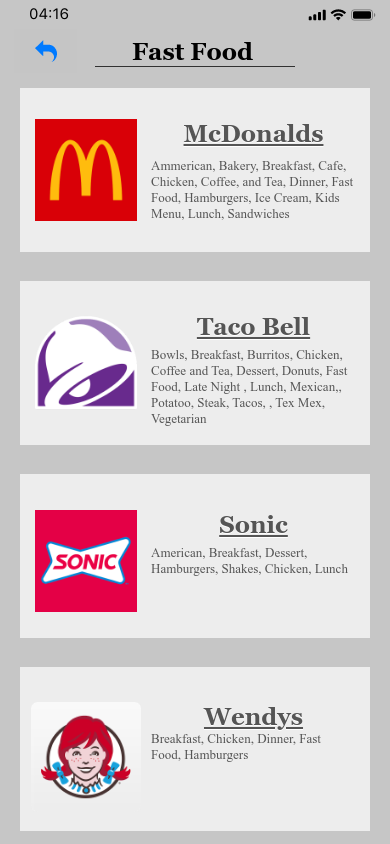 04:16
Fast Food
McDonalds
Ammerican, Bakery, Breakfast, Cafe,
Chicken, Coffee, and Tea, Dinner, Fast
Food, Hamburgers, Ice Cream, Kids
Menu, Lunch, Sandwiches
Taco Bell
Bowls, Breakfast, Burritos, Chicken,
Coffee and Tea, Dessert, Donuts, Fast
Food, Late Night , Lunch, Mexican,,
Potatoo, Steak, Tacos, , Tex Mex,
Vegetarian
SONIC
Sonic
American, Breakfast, Dessert,
Hamburgers, Shakes, Chicken, Lunch
Wendys
Breakfast, Chicken, Dinner, Fast
Food, Hamburgers